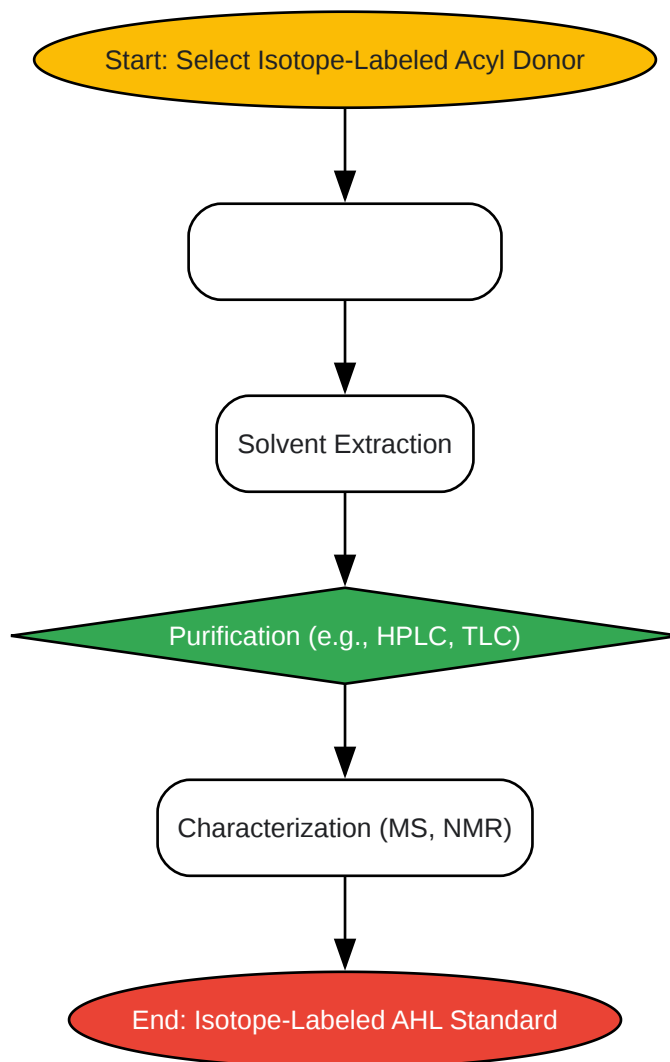 Start: Select Isotope-Labeled Acyl Donor
Solvent Extraction
Purification (e.g., HPLC, TLC)
Characterization (MS, NMR)
End: Isotope-Labeled AHL Standard